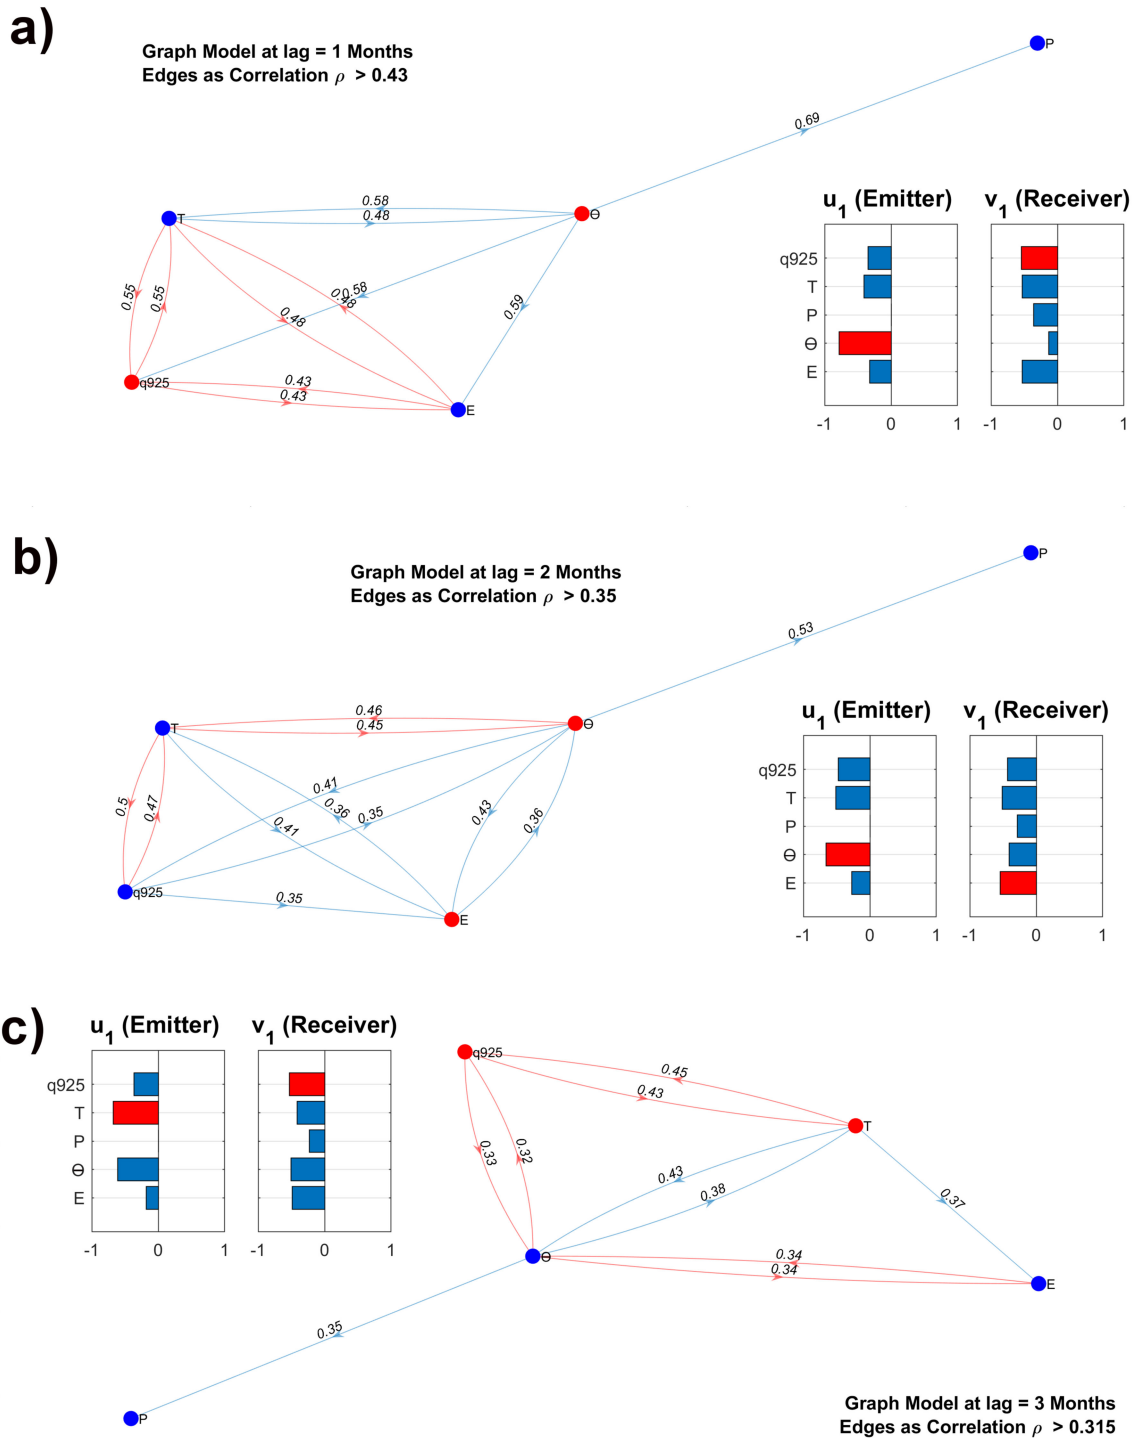 a)
Graph Model at lag = 1 Months
Edges as Correlation ρ > 0.43
P
0.69
T
0.58
0.48
Ɵ
0.55
0.55
0.58
0.48
0.48
0.59
q925
0.43
0.43
E
u1 (Emitter)
v1 (Receiver)
q925
T
P
Ɵ
E
-1 0 1
-1 0 1
b)
Graph Model at lag = 2 Months
Edges as Correlation ρ > 0.35
P
0.53
T
0.46
0.45
Ɵ
0.5
0.47
0.41
0.36
0.35
0.41
0.43
0.36
q925
0.35
E
u1 (Emitter)
v1 (Receiver)
q925
T
P
Ɵ
E
-1 0 1
-1 0 1
c)
u1 (Emitter)
v1 (Receiver)
q925
T
P
Ɵ
E
-1 0 1
-1 0 1
q925
0.45
0.43
T
0.33
0.32
0.43
0.38
0.37
Ɵ
0.34
0.34
E
0.35
P
Graph Model at lag = 3 Months
Edges as Correlation ρ > 0.315